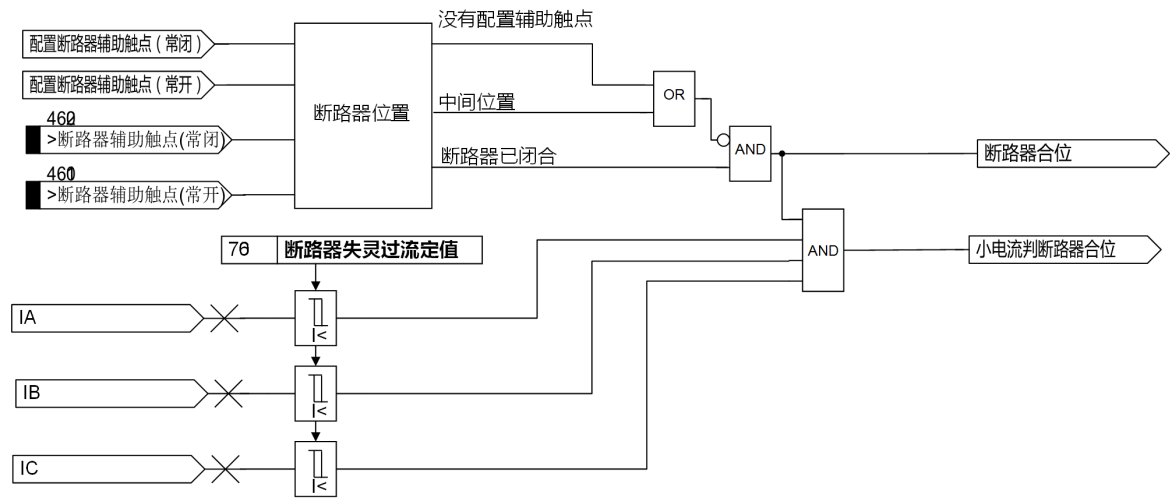 没有配置辅助触点
配置断路器辅助触点（常闭）
配置断路器辅助触点（常开）
断路器位置
中间位置
OR
>断路器辅助触点(常闭)
断路器已闭合
AND
断路器合位
>断路器辅助触点(常开)
断路器失灵过流定值
AND
小电流判断路器合位
IA
I<
IB
I<
IC
I<